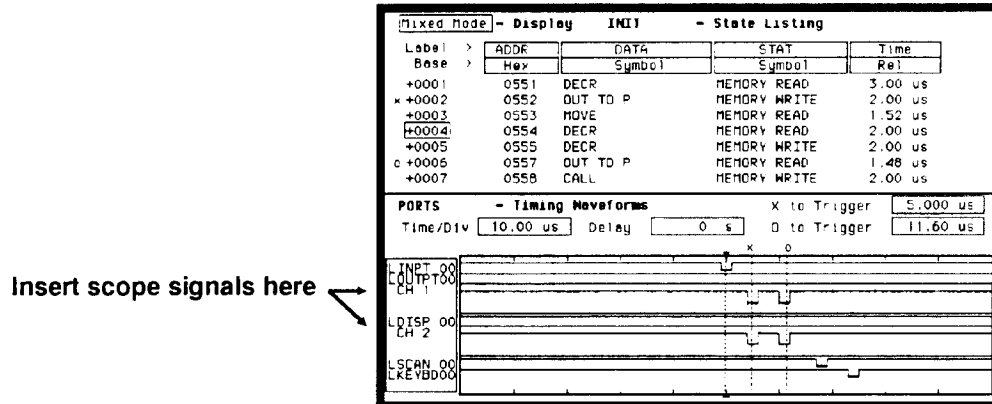 Mixed Mode - Display INIT - State Listing
Label > ADDR DATA STAT Time
Base > Hex Symbol Symbol Rel
+0001 0551 DECR MEMORY READ 3.00 us
x +0002 0552 OUT TO P MEMORY WRITE 2.00 us
+0003 0553 MOVE MEMORY READ 1.52 us
+0004 0554 DECR MEMORY READ 2.00 us
+0005 0555 DECR MEMORY WRITE 2.00 us
o +0006 0557 OUT TO P MEMORY READ 1.48 us
+0007 0558 CALL MEMORY WRITE 2.00 us
PORTS - Timing Waveforms X to Trigger 5.000 us
Time/Div 10.00 us Delay 0 s O to Trigger 11.60 us
X O
LINPT 00
LOUTPT00
CH 1
Insert scope signals here
LDISP 00
CH 2
LSCAN 00
LKEYBD00